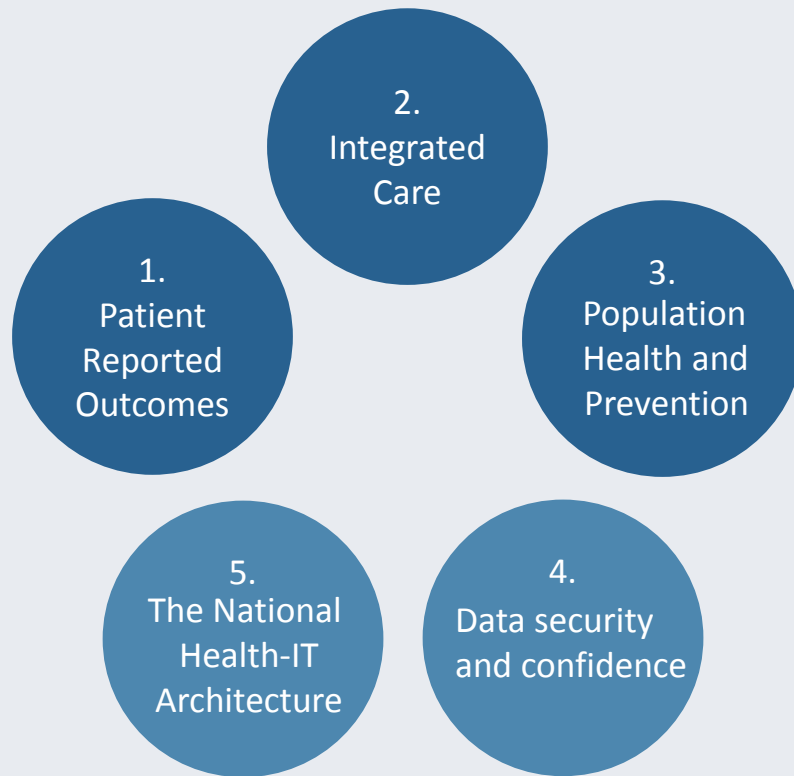 1.
Patient
Reported
Outcomes
2.
Integrated
Care
3.
Population
Health and
Prevention
4.
Data security
and confidence
5.
The National
Health-IT
Architecture